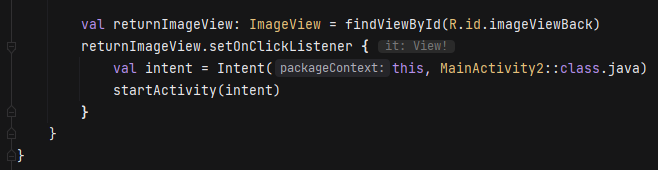 val returnImageView: ImageView = findViewById(R.id.imageViewBack)
returnImageView.setOnClickListener { it: View!
val intent = Intent( packageContext: this, MainActivity2::class.java)
startActivity(intent)
}
}
}